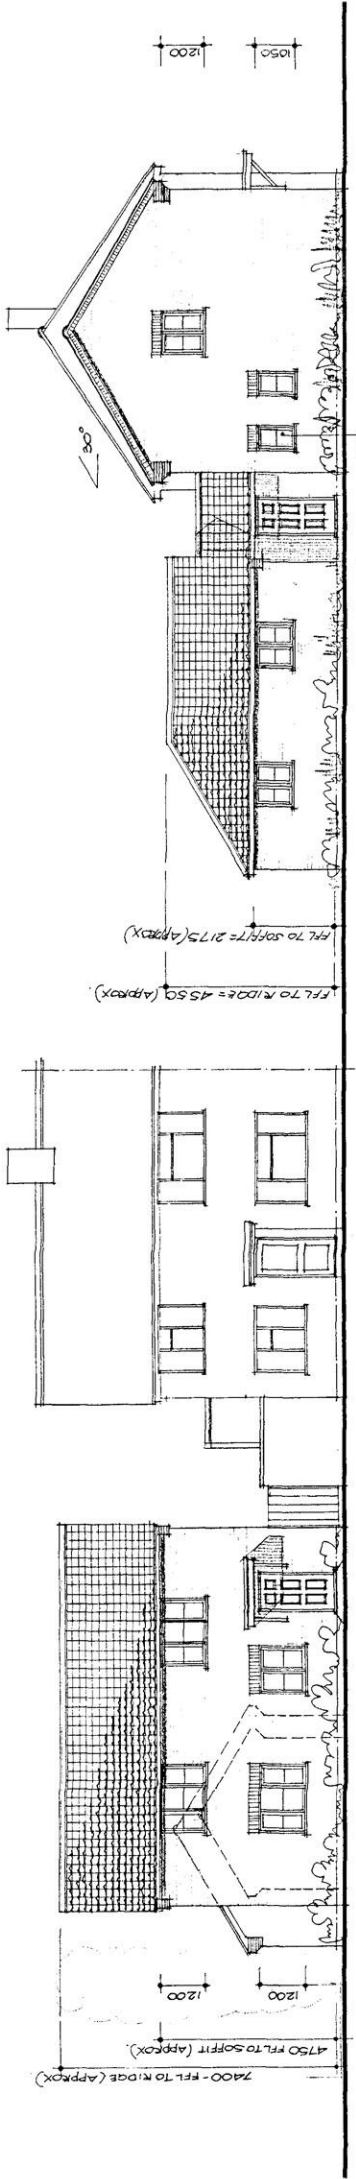 7400 - FFL TO RIDGE (APPROX)
4750 FFL TO SOFFIT (APPROX).
1200
1200
FFL TO RIDGE = 4550 (APPROX).
FFL TO SOFFIT = 2175 (APPROX)
30°
1200
1050